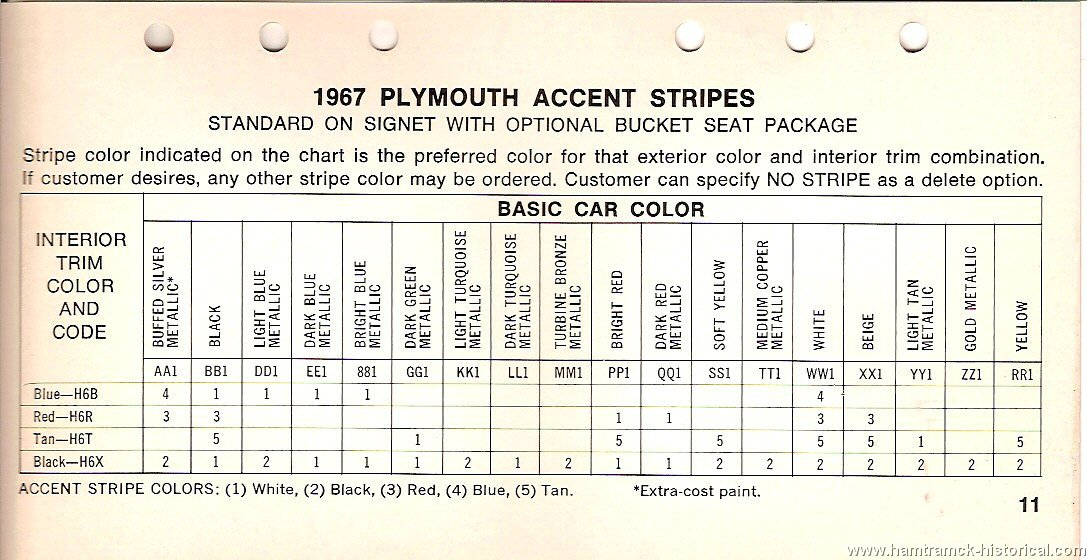 1967 PLYMOUTH ACCENT STRIPES
STANDARD ON SIGNET WITH OPTIONAL BUCKET SEAT PACKAGE
Stripe color indicated on the chart is the preferred color for that exterior color and interior trim combination.
If customer desires, any other stripe color may be ordered. Customer can specify NO STRIPE as a delete option.
INTERIOR TRIM COLOR AND CODE
BASIC CAR COLOR
BUFFED SILVER METALLIC*
BLACK
LIGHT BLUE METALLIC
DARK BLUE METALLIC
BRIGHT BLUE METALLIC
DARK GREEN METALLIC
LIGHT TURQUOISE METALLIC
DARK TURQUOISE METALLIC
TURBINE BRONZE METALLIC
BRIGHT RED
DARK RED METALLIC
SOFT YELLOW
MEDIUM COPPER METALLIC
WHITE
BEIGE
LIGHT TAN METALLIC
GOLD METALLIC
YELLOW
AA1 BB1 DD1 EE1 881 GG1 KK1 LL1 MM1 PP1 QQ1 SS1 TT1 WW1 XX1 YY1 ZZ1 RR1
Blue—H6B 4 1 1 1 1 4
Red—H6R 3 3 1 1 3 3
Tan—H6T 5 1 5 5 5 5 1 5
Black—H6X 2 1 2 1 1 1 2 1 2 1 1 2 2 2 2 2 2 2
ACCENT STRIPE COLORS: (1) White, (2) Black, (3) Red, (4) Blue, (5) Tan. *Extra-cost paint.
11
www.hamtramck-historical.com